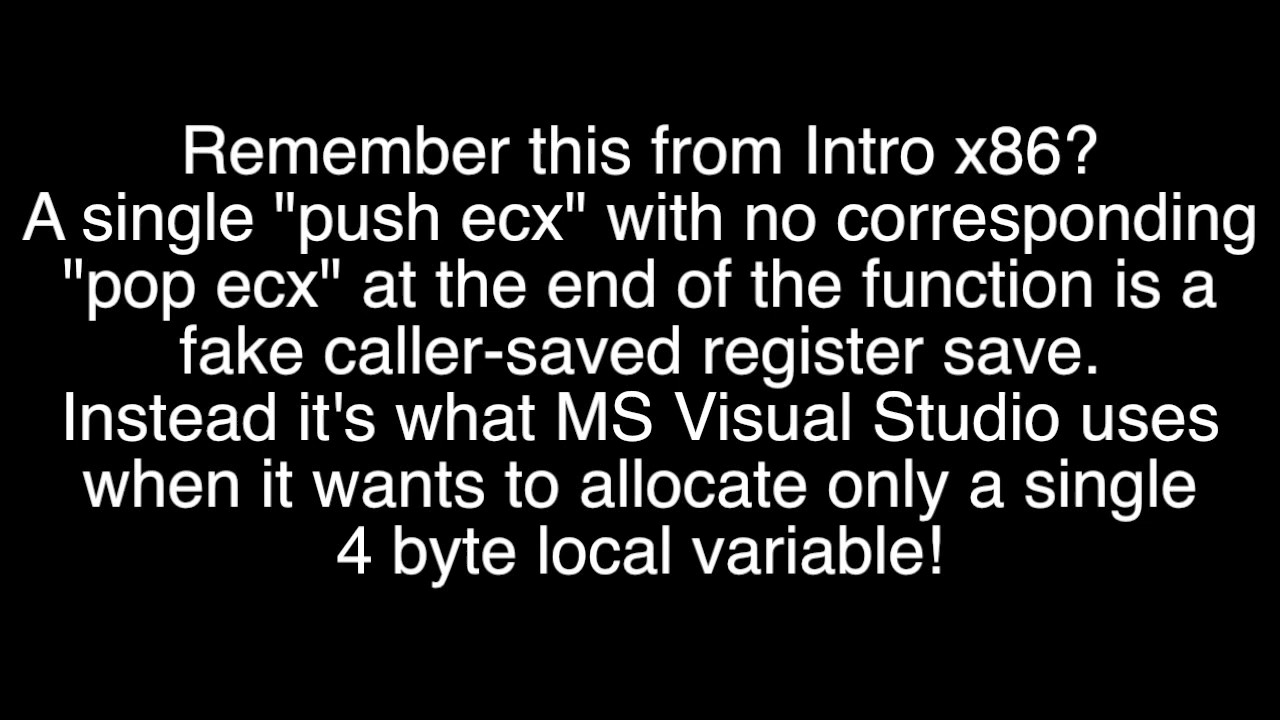 Remember this from Intro x86?
A single "push ecx" with no corresponding
"pop ecx" at the end of the function is a
fake caller-saved register save.
Instead it's what MS Visual Studio uses
when it wants to allocate only a single
4 byte local variable!